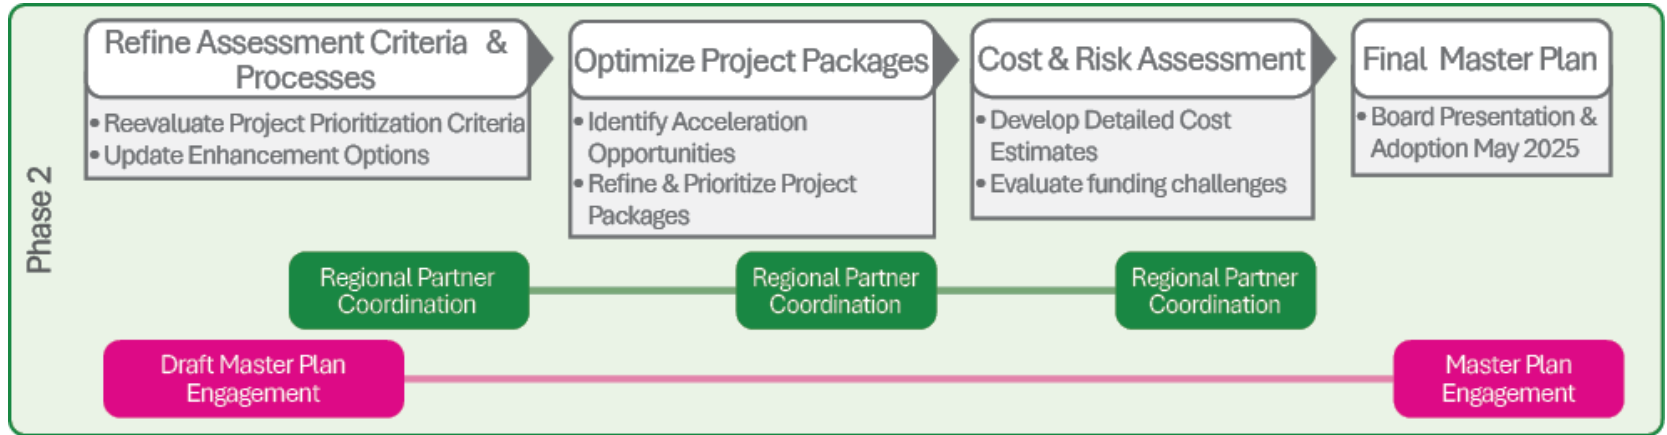 Phase 2
Refine Assessment Criteria &
Processes
• Reevaluate Project Prioritization Criteria
• Update Enhancement Options
Optimize Project Packages
• Identify Acceleration
Opportunities
• Refine & Prioritize Project
Packages
Cost & Risk Assessment
• Develop Detailed Cost
Estimates
• Evaluate funding challenges
Final Master Plan
• Board Presentation &
Adoption May 2025
Regional Partner
Coordination
Regional Partner
Coordination
Regional Partner
Coordination
Draft Master Plan
Engagement
Master Plan
Engagement